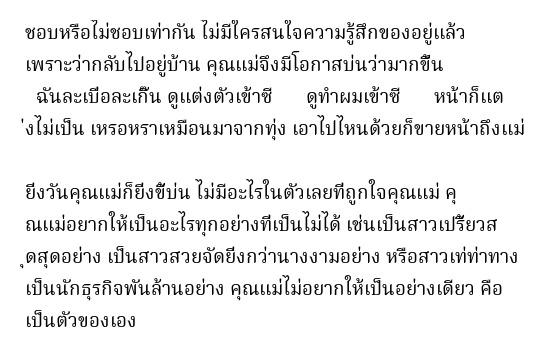 ชอบหรือไม่ชอบเท่ากัน ไม่มีใครสนใจความรู้สึกของอยู่แล้ว
เพราะว่ากลับไปอยู่บ้าน คุณแม่จึงมีโอกาสบ่นว่ามากขึ้น
ฉันละเบื่อละเกิ๊น ดูแต่งตัวเข้าซี ดูทำผมเข้าซี หน้าก็แต
่งไม่เป็น เหรอหราเหมือนมาจากทุ่ง เอาไปไหนด้วยก็ขายหน้าถึงแม่
ยิ่งวันคุณแม่ก็ยิ่งขี้บ่น ไม่มีอะไรในตัวเลยที่ถูกใจคุณแม่ คุ
ณแม่อยากให้เป็นอะไรทุกอย่างที่เป็นไม่ได้ เช่นเป็นสาวเปรี้ยวส
ุดสุดอย่าง เป็นสาวสวยจัดยิ่งกว่านางงามอย่าง หรือสาวเท่ท่าทาง
เป็นนักธุรกิจพันล้านอย่าง คุณแม่ไม่อยากให้เป็นอย่างเดียว คือ
เป็นตัวของเอง